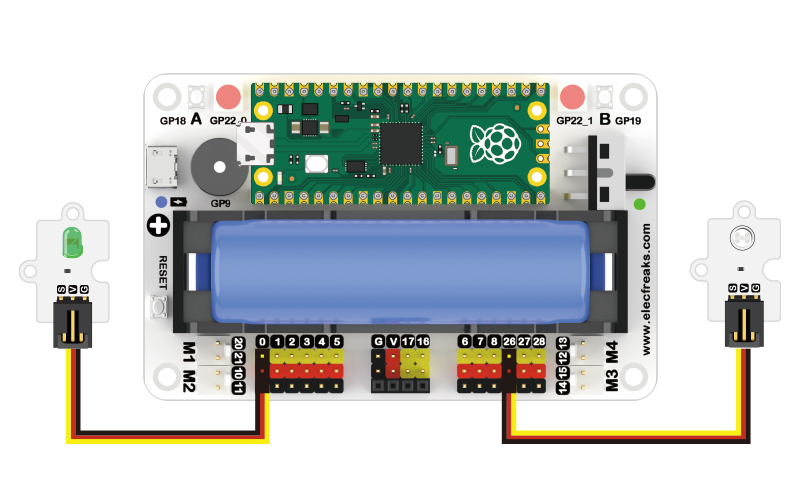 GP18 A GP22_0
GP22_1 B GP19
GP9
RESET
www.elecfreaks.com
S V G
S V G
M1
M2
20
21
10
11
0 1 2 3 4 5
G V 17 16
6 7 8 26 27 28
13
12
15
14
M4
M3